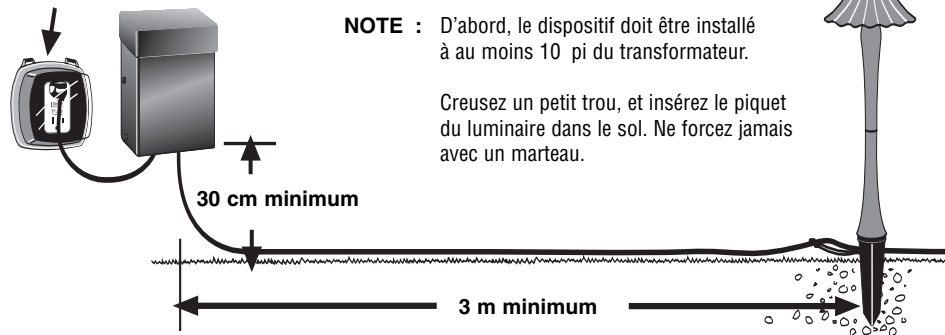 NOTE : D'abord, le dispositif doit être installé
à au moins 10 pi du transformateur.
Creusez un petit trou, et insérez le piquet
du luminaire dans le sol. Ne forcez jamais
avec un marteau.
30 cm minimum
3 m minimum